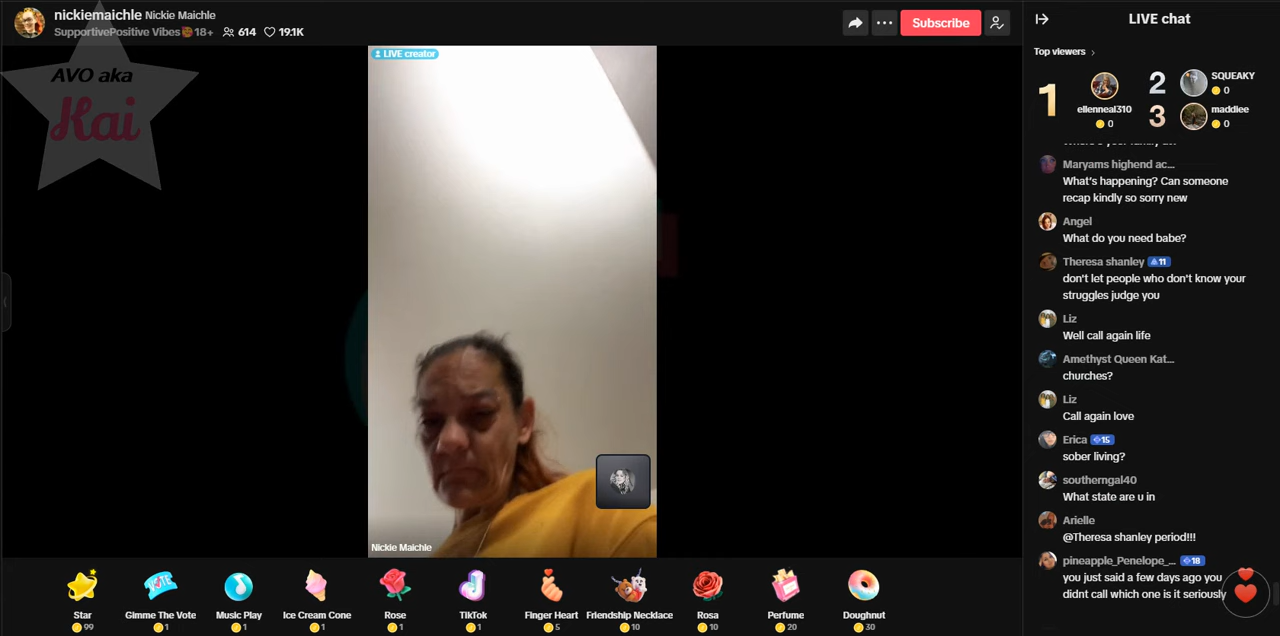 nickiemaichle Nickie Maichle
SupportivePositive Vibes 18+ 614 19.1K
Subscribe
AVO aka
Kai
LIVE creator
Nickie Maichle
Star
99
Gimme The Vote
1
Music Play
1
Ice Cream Cone
1
Rose
1
TikTok
1
Finger Heart
5
Friendship Necklace
10
Rosa
10
Perfume
20
Doughnut
30
LIVE chat
Top viewers
1
ellenneal310
0
2
SQUEAKY
0
3
maddlee
0
Maryams highend ac...
What's happening? Can someone
recap kindly so sorry new
Angel
What do you need babe?
Theresa shanley 11
don't let people who don't know your
struggles judge you
Liz
Well call again life
Amethyst Queen Kat...
churches?
Liz
Call again love
Erica 15
sober living?
southerngal40
What state are u in
Arielle
@Theresa shanley period!!!
pineapple_Penelope_... 18
you just said a few days ago you
didnt call which one is it seriously